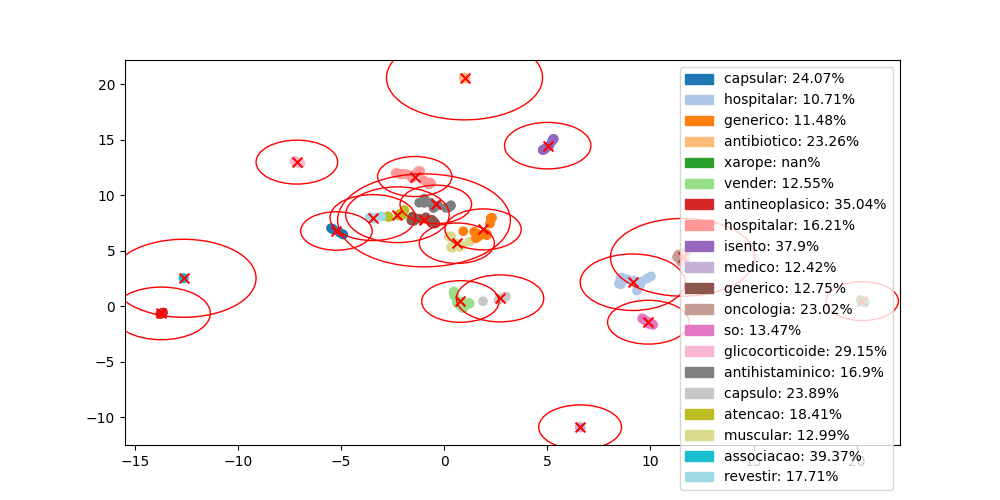 20
15
10
5
0
−5
−10
−15
−10
−5
0
5
10
15
20
capsular: 24.07%
hospitalar: 10.71%
generico: 11.48%
antibiotico: 23.26%
xarope: nan%
vender: 12.55%
antineoplasico: 35.04%
hospitalar: 16.21%
isento: 37.9%
medico: 12.42%
generico: 12.75%
oncologia: 23.02%
so: 13.47%
glicocorticoide: 29.15%
antihistaminico: 16.9%
capsulo: 23.89%
atencao: 18.41%
muscular: 12.99%
associacao: 39.37%
revestir: 17.71%